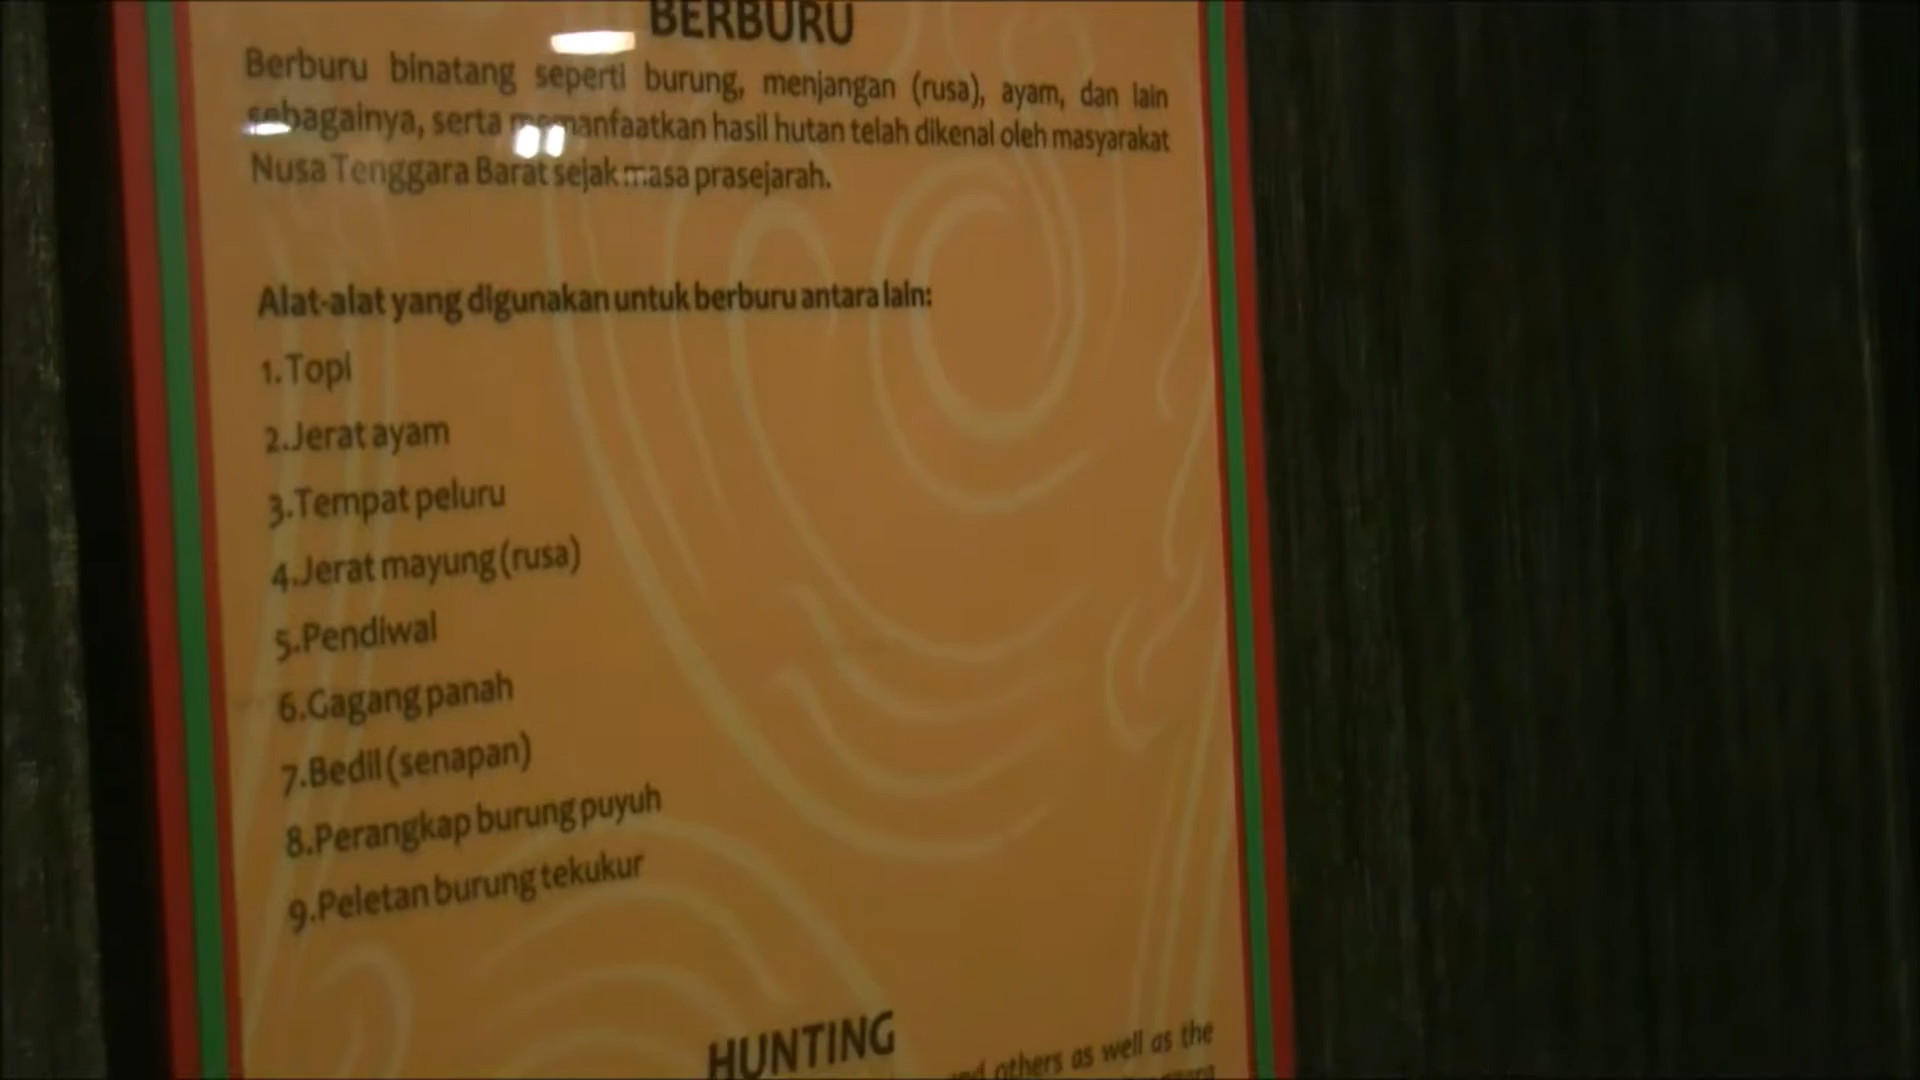 BERBURU
Berburu binatang seperti burung, menjangan (rusa), ayam, dan lain
sebagainya, serta memanfaatkan hasil hutan telah dikenal oleh masyarakat
Nusa Tenggara Barat sejak masa prasejarah.
Alat-alat yang digunakan untuk berburu antara lain:
1.Topi
2.Jerat ayam
3.Tempat peluru
4.Jerat mayung (rusa)
5.Pendiwal
6.Gagang panah
7.Bedil (senapan)
8.Perangkap burung puyuh
9.Peletan burung tekukur
HUNTING
others as well as the